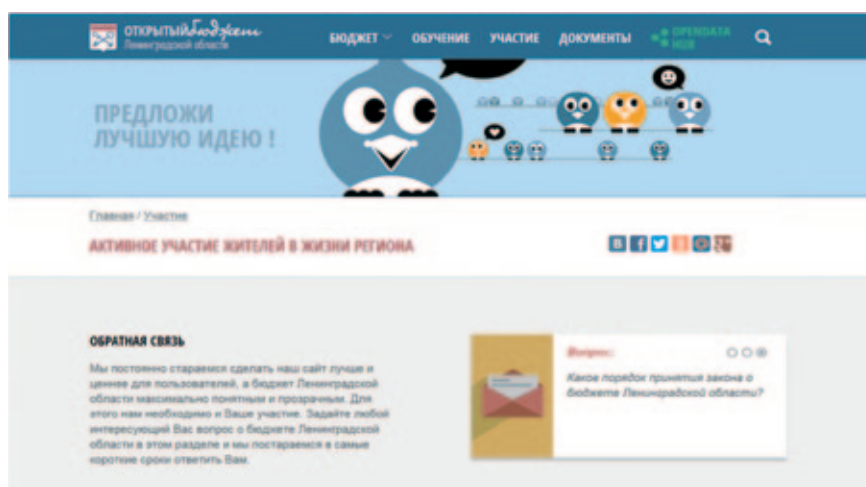 ОТКРЫТЫЙ бюджет
Ленинградской области
БЮДЖЕТ
ОБУЧЕНИЕ
УЧАСТИЕ
ДОКУМЕНТЫ
OPENDATA
HUB
ПРЕДЛОЖИ
ЛУЧШУЮ ИДЕЮ !
Главная / Участие
АКТИВНОЕ УЧАСТИЕ ЖИТЕЛЕЙ В ЖИЗНИ РЕГИОНА
ОБРАТНАЯ СВЯЗЬ
Мы постоянно стараемся сделать наш сайт лучше и
ценнее для пользователей, а бюджет Ленинградской
области максимально понятным и прозрачным. Для
этого нам необходимо и Ваше участие. Задайте любой
интересующий Вас вопрос о бюджете Ленинградской
области в этом разделе и мы постараемся в самые
короткие сроки ответить Вам.
Вопрос:
Какое порядок принятия закона о
бюджете Ленинградской области?